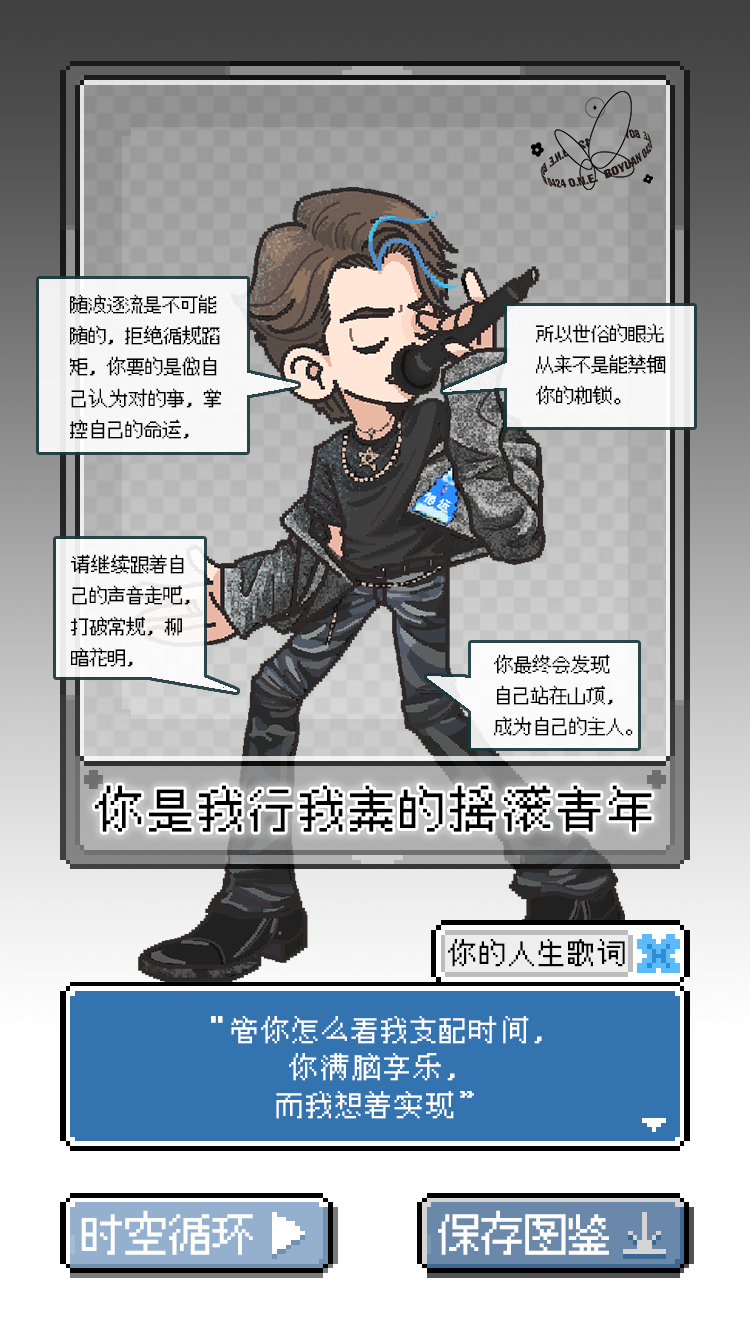 0424 O.N.E. BOYUAN 0424
随波逐流是不可能
随的，拒绝循规蹈
矩，你要的是做自
己认为对的事，掌
控自己的命运，
所以世俗的眼光
从来不是能禁锢
你的枷锁。
请继续跟着自
己的声音走吧，
打破常规，柳
暗花明，
你最终会发现
自己站在山顶，
成为自己的主人。
你是我行我素的摇滚青年
你的人生歌词
"管你怎么看我支配时间，
你满脑享乐，
而我想着实现"
时空循环
保存图鉴